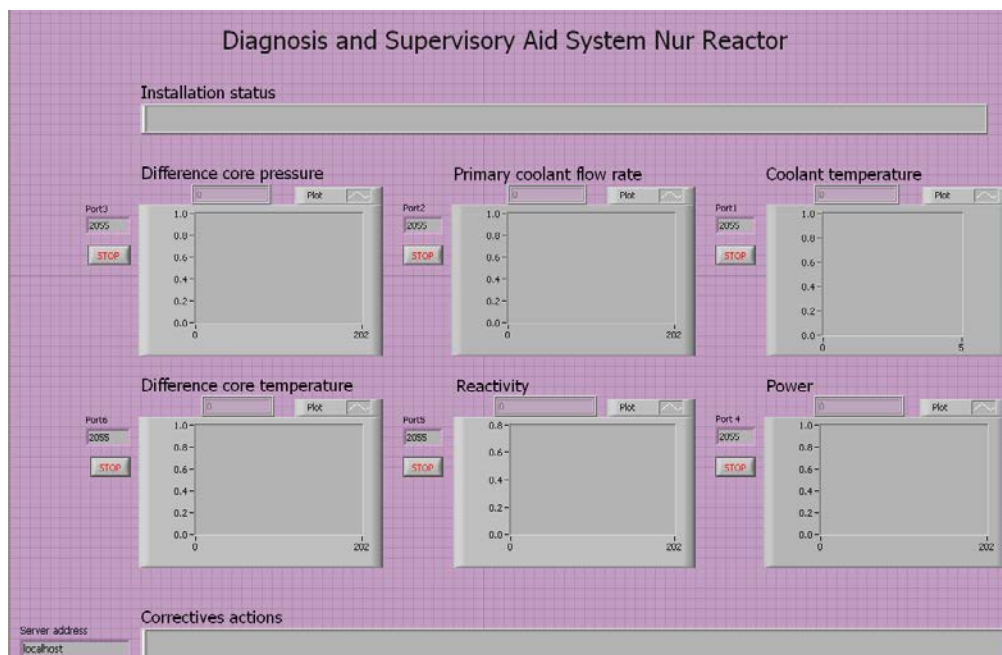 Diagnosis and Supervisory Aid System Nur Reactor
Installation status
Difference core pressure
0
Plot
Port3
2055
STOP
1.0
0.8
0.6
0.4
0.2
0.0
0
202
Primary coolant flow rate
0
Plot
Port2
2055
STOP
1.0
0.8
0.6
0.4
0.2
0.0
0
202
Coolant temperature
0
Plot
Port1
2055
STOP
1.0
0.8
0.6
0.4
0.2
0.0
0
5
Difference core temperature
0
Plot
Port6
2055
STOP
1.0
0.8
0.6
0.4
0.2
0.0
0
202
Reactivity
0
Plot
Port5
2055
STOP
0.8
0.6
0.4
0.2
0.0
0
202
Power
0
Plot
Port 4
2055
STOP
1.0
0.8
0.6
0.4
0.2
0.0
0
202
Correctives actions
Server address
localhost